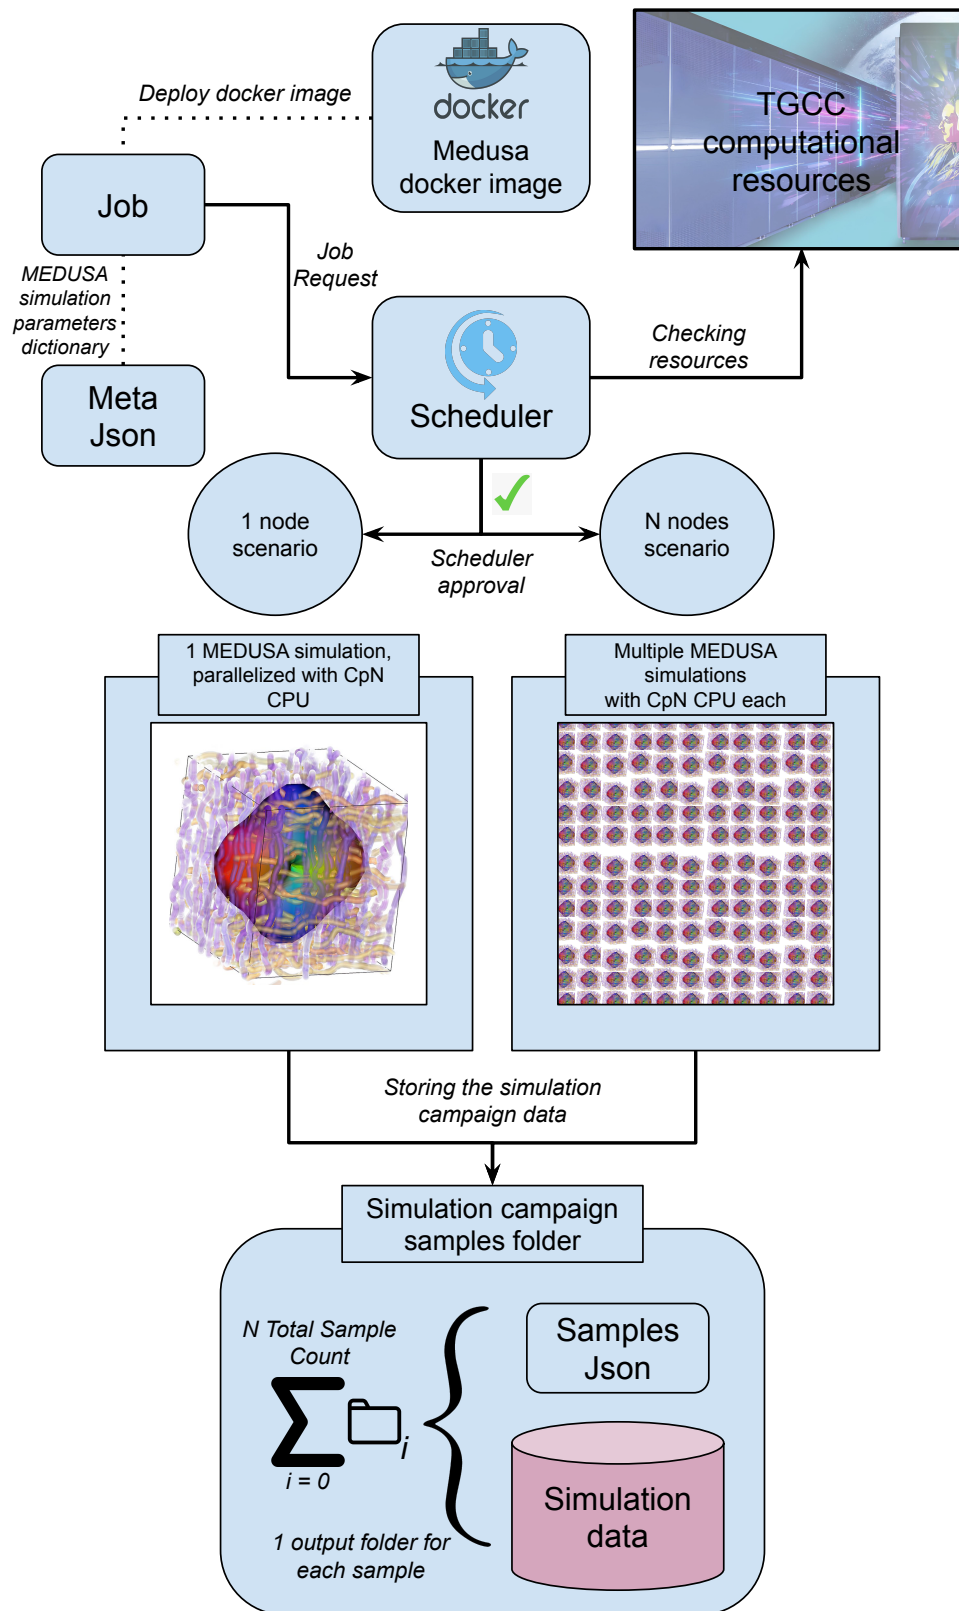 docker
Medusa
docker image
TGCC
computational
resources
Deploy docker image
Job
Job
Request
MEDUSA
simulation
parameters
dictionary
Meta
Json
Scheduler
Checking
resources
1 node
scenario
Scheduler
approval
N nodes
scenario
1 MEDUSA simulation,
parallelized with CpN
CPU
Multiple MEDUSA
simulations
with CpN CPU each
Storing the simulation
campaign data
Simulation campaign
samples folder
N Total Sample
Count
∑
i
i = 0
1 output folder for
each sample
Samples
Json
Simulation
data